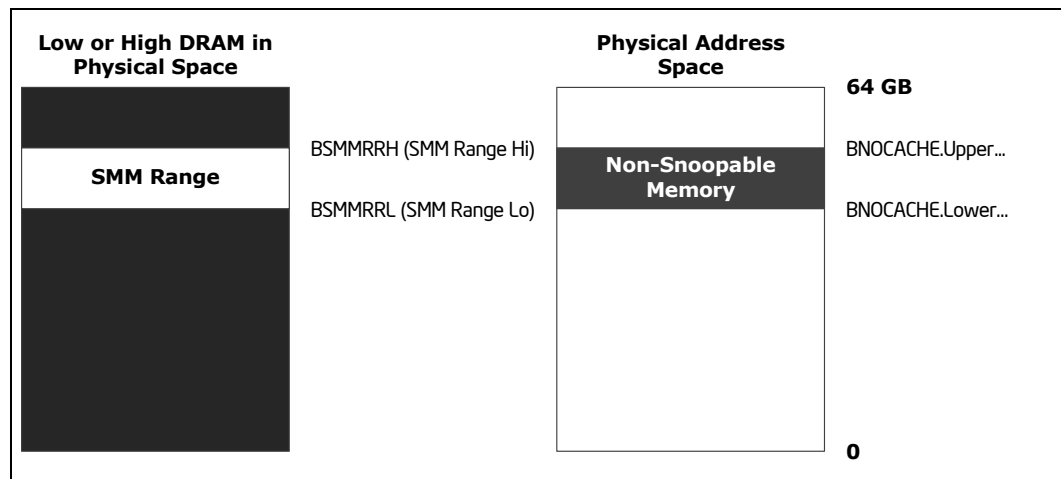 Low or High DRAM in
Physical Space
SMM Range
BSMMRRH (SMM Range Hi)
BSMMRRL (SMM Range Lo)
Physical Address
Space
Non-Snoopable
Memory
64 GB
BNOCACHE.Upper...
BNOCACHE.Lower...
0